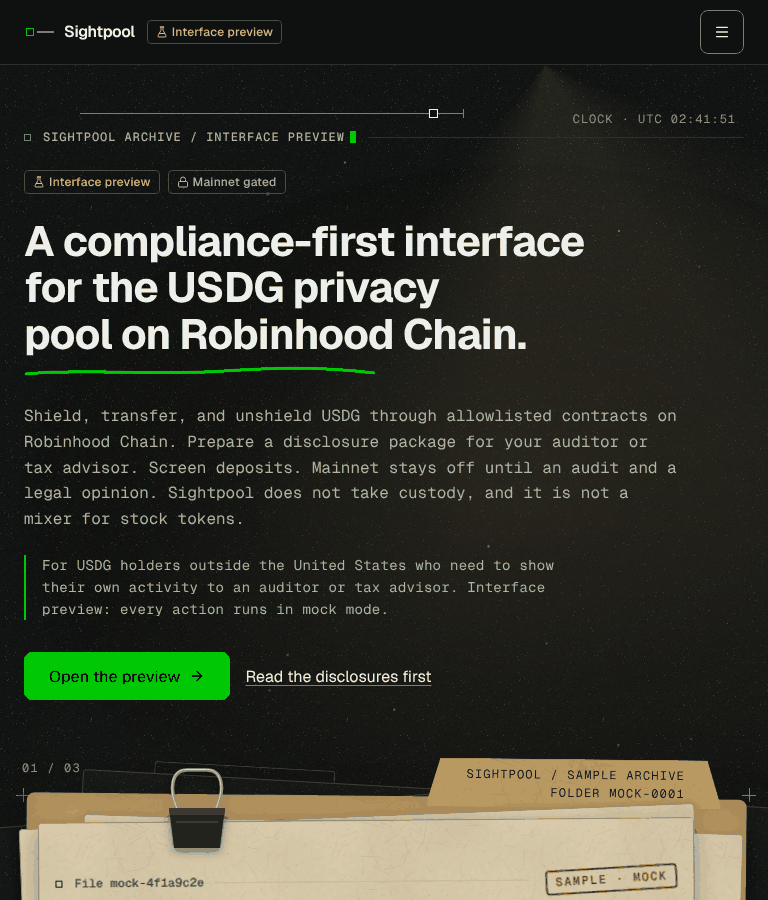 Sightpool
Interface preview
CLOCK · UTC 02:41:51
SIGHTPOOL ARCHIVE / INTERFACE PREVIEW
Interface preview
Mainnet gated
A compliance-first interface
for the USDG privacy
pool on Robinhood Chain.
Shield, transfer, and unshield USDG through allowlisted contracts on
Robinhood Chain. Prepare a disclosure package for your auditor or
tax advisor. Screen deposits. Mainnet stays off until an audit and a
legal opinion. Sightpool does not take custody, and it is not a
mixer for stock tokens.
For USDG holders outside the United States who need to show
their own activity to an auditor or tax advisor. Interface
preview: every action runs in mock mode.
Open the preview →
Read the disclosures first
01 / 03
SIGHTPOOL / SAMPLE ARCHIVE
FOLDER MOCK-0001
File mock-4f1a9c2e
SAMPLE · MOCK